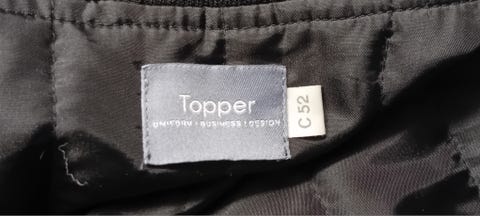 Topper
UNIFORM I BUSINESS I DESIGN
C 52